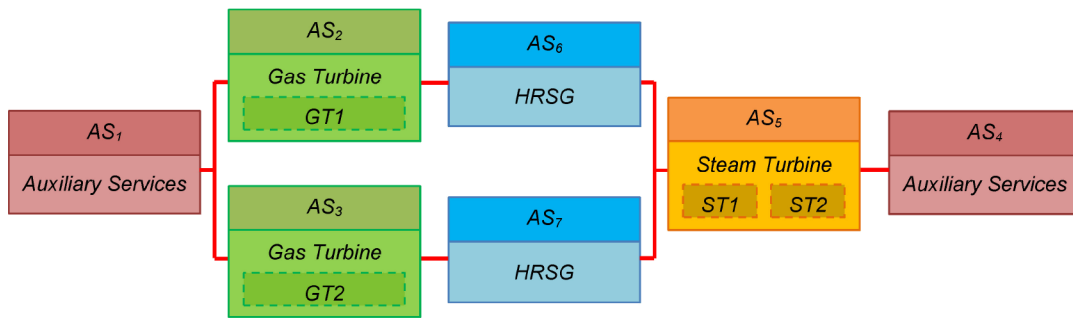 AS₁
Auxiliary Services
AS₂
Gas Turbine
GT1
AS₆
HRSG
AS₃
Gas Turbine
GT2
AS₇
HRSG
AS₅
Steam Turbine
ST1 ST2
AS₄
Auxiliary Services